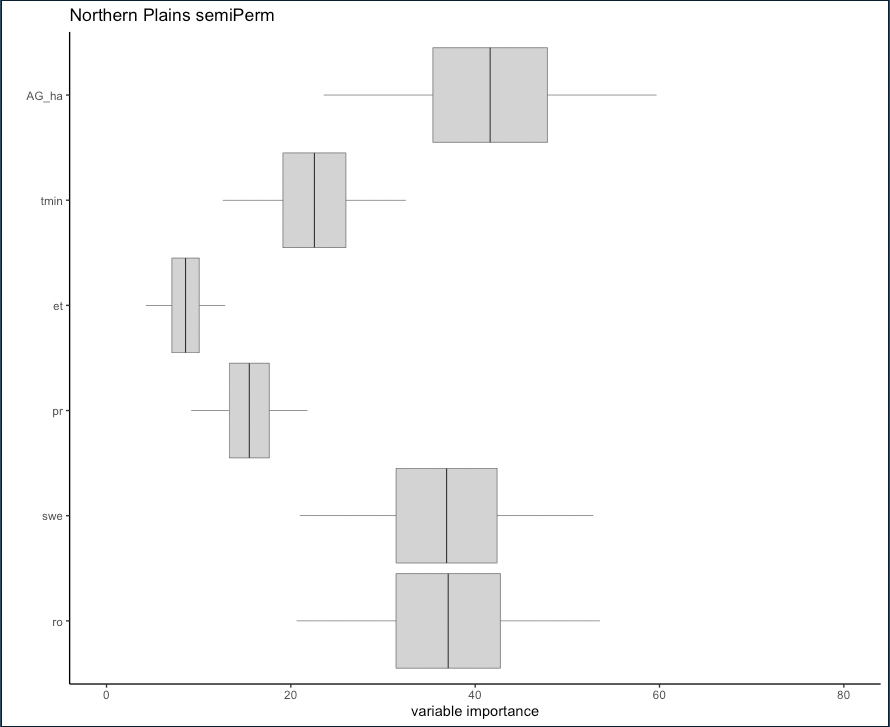 Northern Plains semiPerm
AG_ha
tmin
et
pr
swe
ro
0 20 40 60 80
variable importance